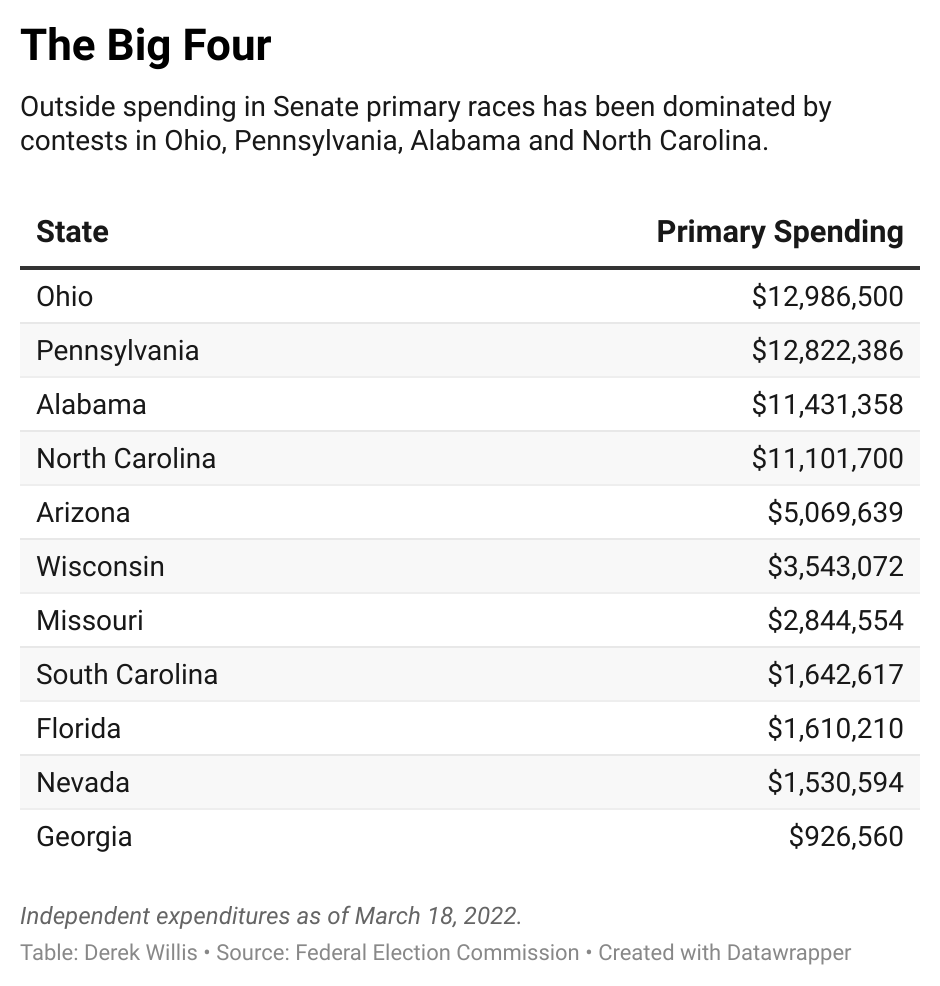 The Big Four
Outside spending in Senate primary races has been dominated by
contests in Ohio, Pennsylvania, Alabama and North Carolina.
State Primary Spending
Ohio $12,986,500
Pennsylvania $12,822,386
Alabama $11,431,358
North Carolina $11,101,700
Arizona $5,069,639
Wisconsin $3,543,072
Missouri $2,844,554
South Carolina $1,642,617
Florida $1,610,210
Nevada $1,530,594
Georgia $926,560
Independent expenditures as of March 18, 2022.
Table: Derek Willis • Source: Federal Election Commission • Created with Datawrapper